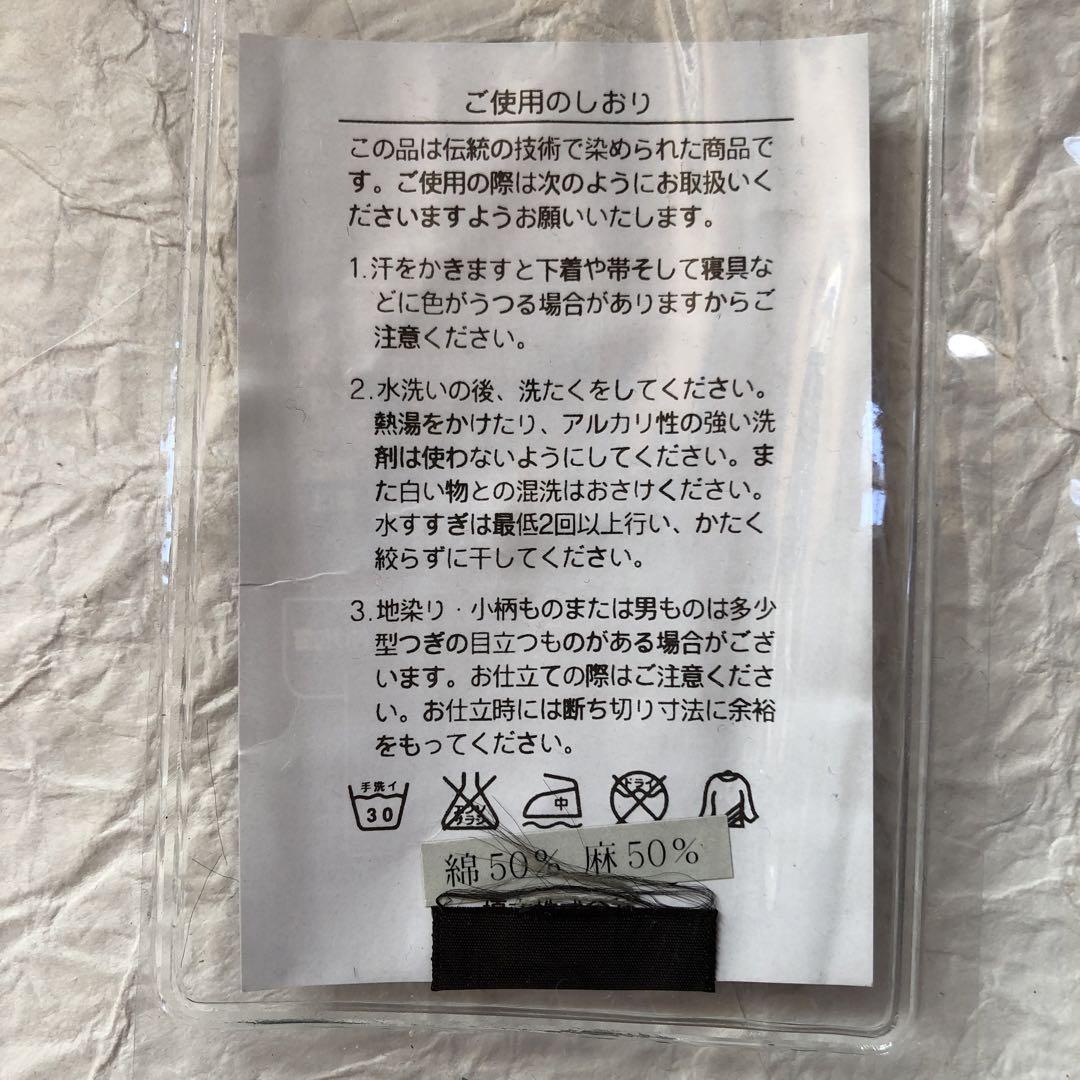 ご使用のしおり
この品は伝統の技術で染められた商品で
す。ご使用の際は次のようにお取扱いく
ださいますようお願いいたします。
1.汗をかきますと下着や帯そして寝具な
どに色がうつる場合がありますからご
注意ください。
2.水洗いの後、洗たくをしてください。
熱湯をかけたり、アルカリ性の強い洗
剤は使わないようにしてください。ま
た白い物との混洗はおさけください。
水すすぎは最低2回以上行い、かたく
絞らずに干してください。
3.地染り・小柄ものまたは男ものは多少
型つぎの目立つものがある場合がござ
います。お仕立ての際はご注意くださ
い。お仕立時には断ち切り寸法に余裕
をもってください。
手洗イ 30 エンソ サラシ 中 ドライ
綿50% 麻50%